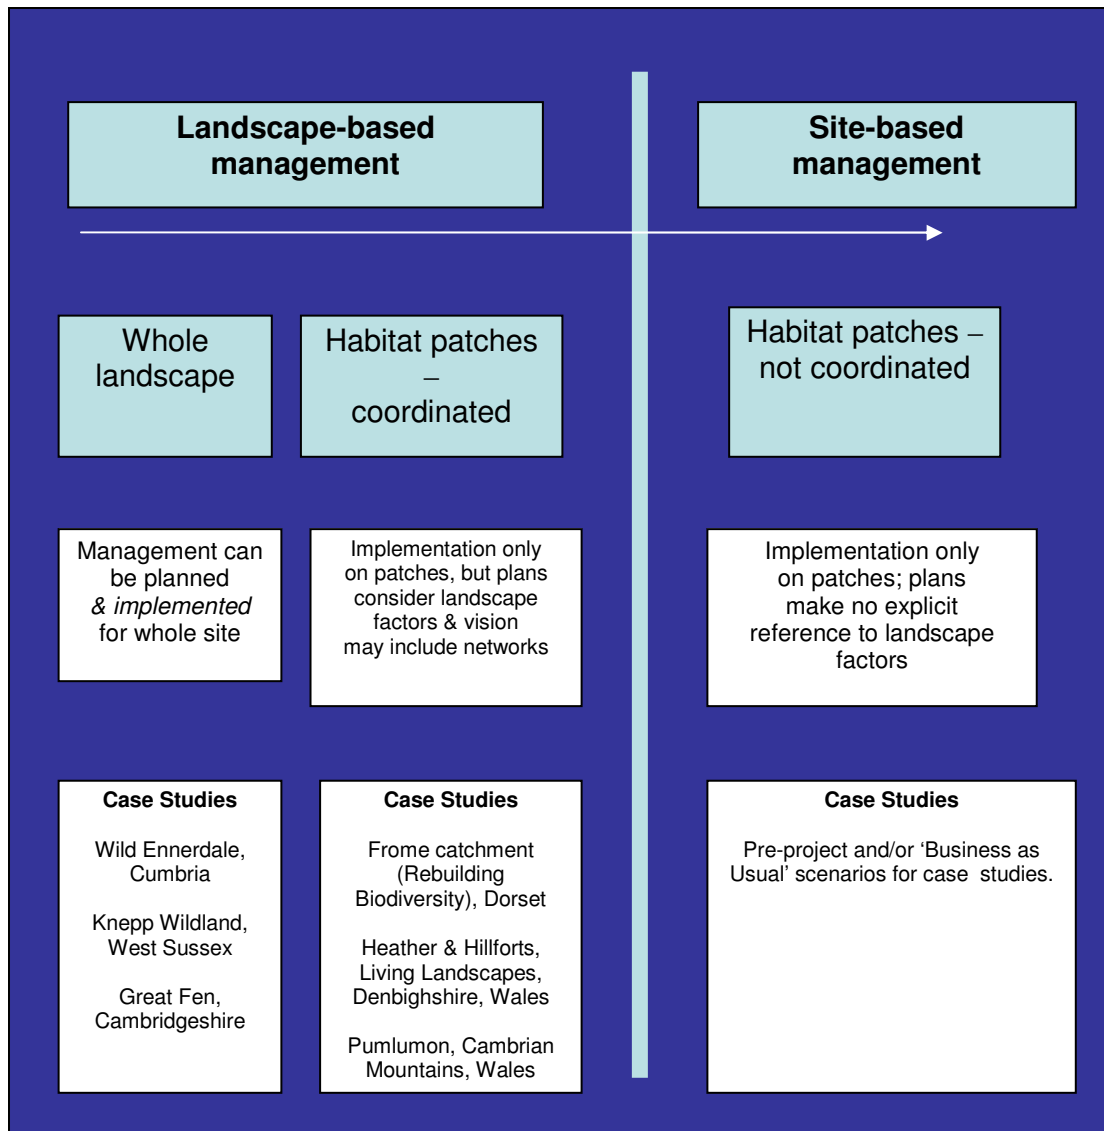 Landscape-based
management
Site-based
management
Whole
landscape
Habitat patches
–
coordinated
Habitat patches –
not coordinated
Management can
be planned
& implemented
for whole site
Implementation only
on patches, but plans
consider landscape
factors & vision
may include networks
Implementation only
on patches; plans
make no explicit
reference to landscape
factors
Case Studies
Wild Ennerdale,
Cumbria
Knepp Wildland,
West Sussex
Great Fen,
Cambridgeshire
Case Studies
Frome catchment
(Rebuilding
Biodiversity), Dorset
Heather & Hillforts,
Living Landscapes,
Denbighshire, Wales
Pumlumon, Cambrian
Mountains, Wales
Case Studies
Pre-project and/or ‘Business as
Usual’ scenarios for case studies.